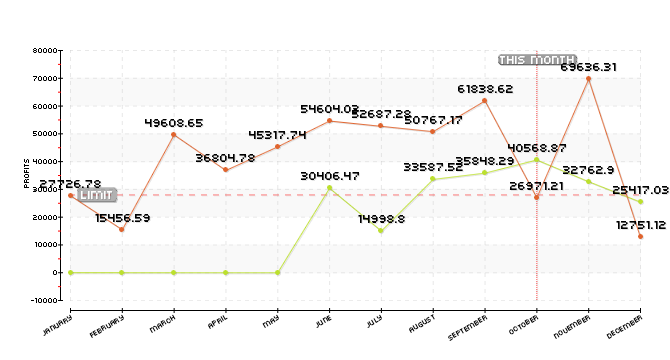 THIS MONTH
80000
70000
60000
50000
40000
30000
20000
10000
0
-10000
PROFITS
LIMIT
27726.78
15456.59
49608.65
36804.78
45317.74
54604.03
52687.28
50767.17
61838.62
26971.21
69636.31
12751.12
30406.47
14998.8
33587.52
35848.29
40568.87
32762.9
25417.03
JANUARY
FEBRUARY
MARCH
APRIL
MAY
JUNE
JULY
AUGUST
SEPTEMBER
OCTOBER
NOVEMBER
DECEMBER